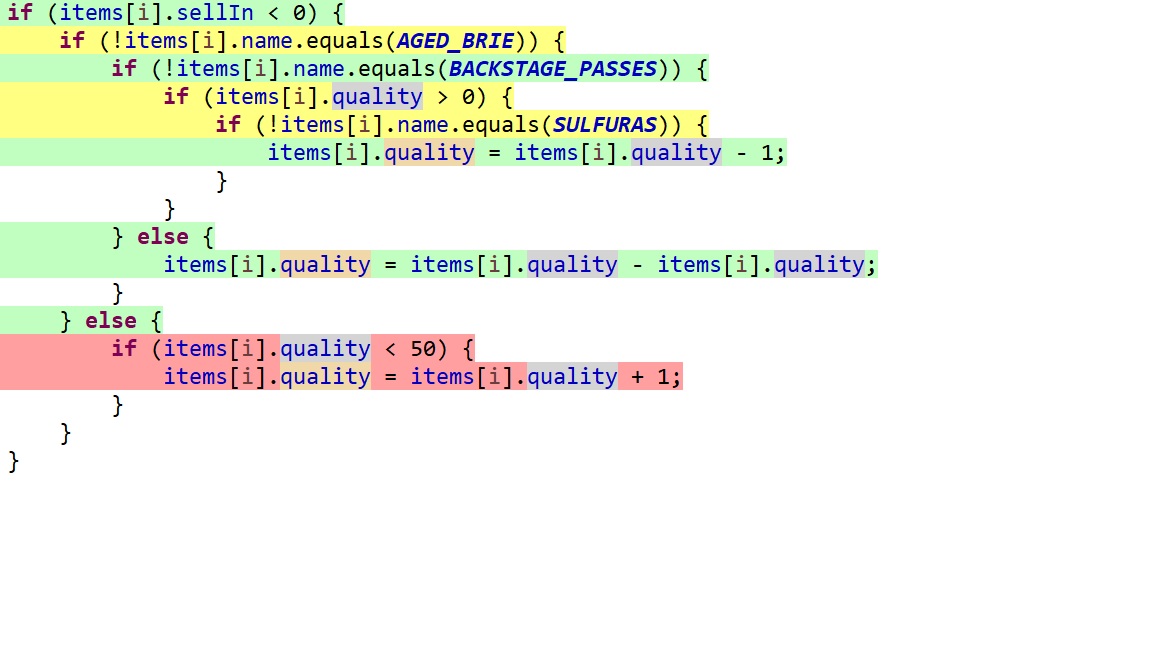 if (items[i].sellIn < 0) {
    if (!items[i].name.equals(AGED_BRIE)) {
        if (!items[i].name.equals(BACKSTAGE_PASSES)) {
            if (items[i].quality > 0) {
                if (!items[i].name.equals(SULFURAS)) {
                    items[i].quality = items[i].quality - 1;
                }
            }
        } else {
            items[i].quality = items[i].quality - items[i].quality;
        }
    } else {
        if (items[i].quality < 50) {
            items[i].quality = items[i].quality + 1;
        }
    }
}